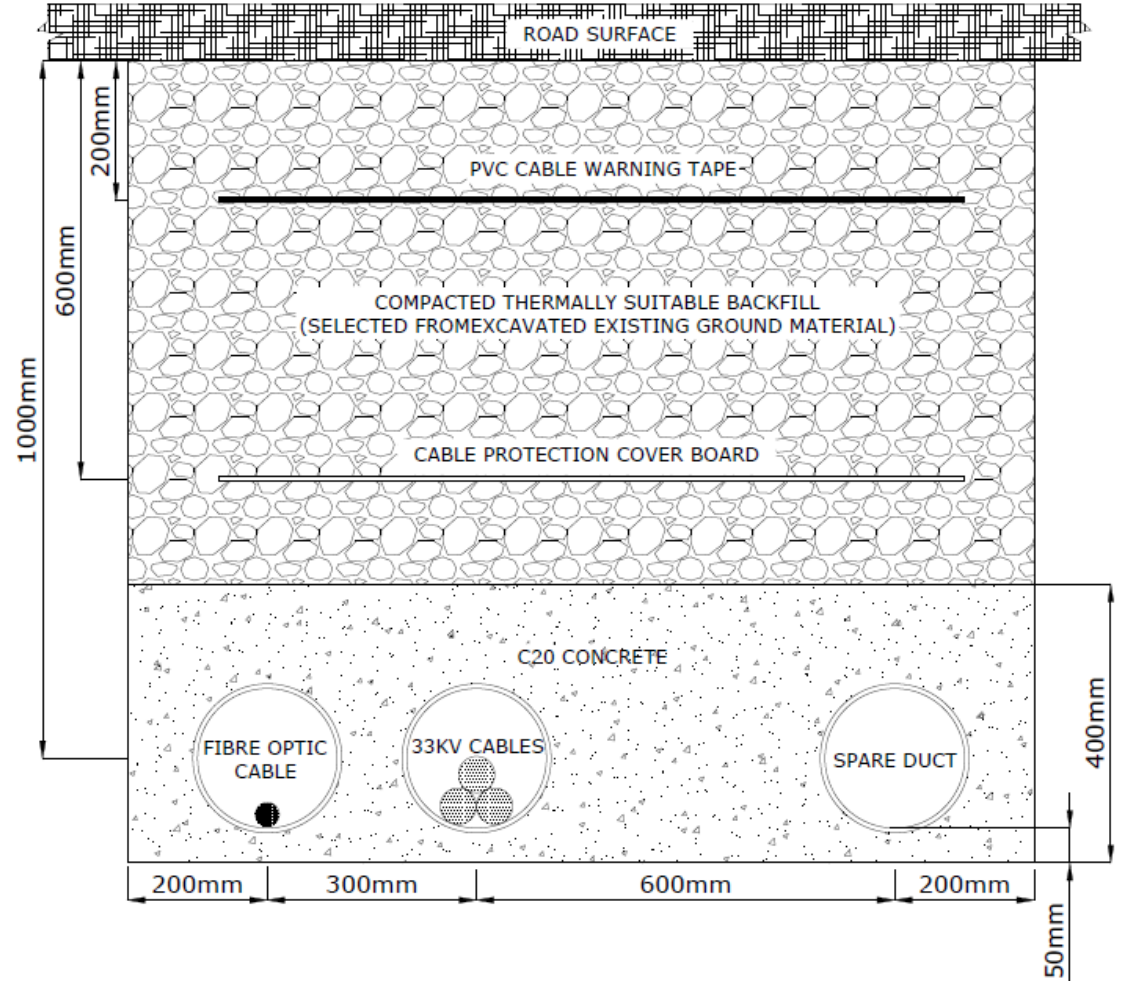 ROAD SURFACE
200mm
PVC CABLE WARNING TAPE
600mm
COMPACTED THERMALLY SUITABLE BACKFILL
(SELECTED FROMEXCAVATED EXISTING GROUND MATERIAL)
1000mm
CABLE PROTECTION COVER BOARD
C20 CONCRETE
400mm
FIBRE OPTIC
CABLE
33KV CABLES
SPARE DUCT
200mm
300mm
600mm
200mm
50mm